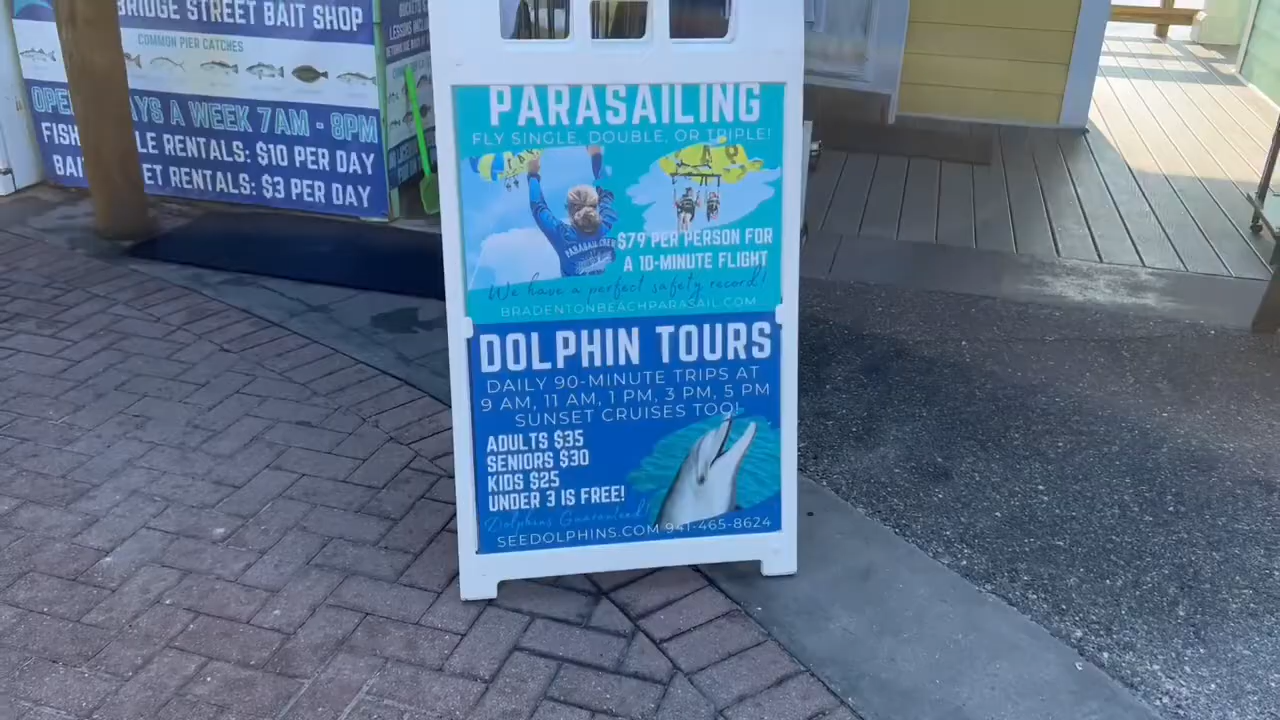 BRIDGE STREET BAIT SHOP
COMMON PIER CATCHES
OPEN AYS A WEEK 7AM - 8PM
FISH LE RENTALS: $10 PER DAY
BAI ET RENTALS: $3 PER DAY
PARASAILING
FLY SINGLE, DOUBLE, OR TRIPLE!
PARASAIL CREW
$79 PER PERSON FOR
A 10-MINUTE FLIGHT
We have a perfect safety record!
BRADENTONBEACHPARASAIL.COM
DOLPHIN TOURS
DAILY 90-MINUTE TRIPS AT
9 AM, 11 AM, 1 PM, 3 PM, 5 PM
SUNSET CRUISES TOO!
ADULTS $35
SENIORS $30
KIDS $25
UNDER 3 IS FREE!
Dolphins Guaranteed!
SEEDOLPHINS.COM 941-465-8624